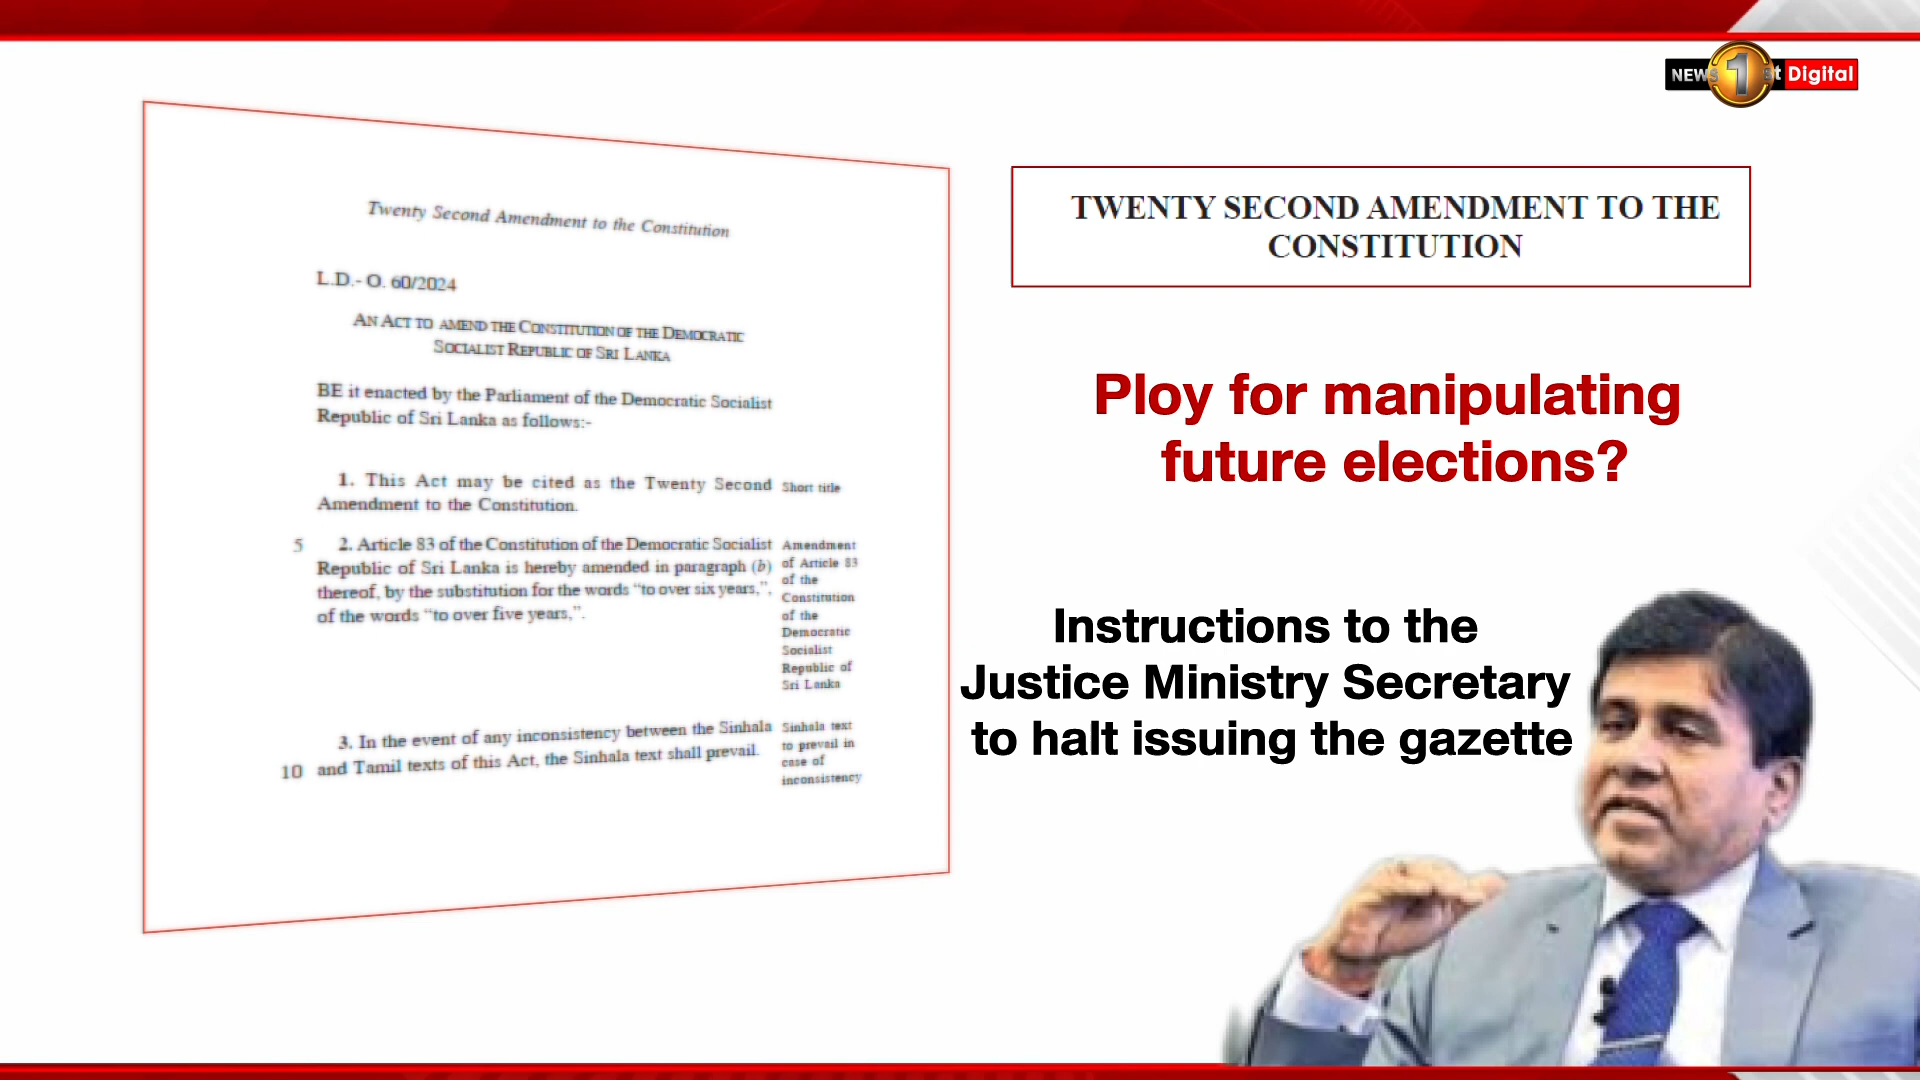 NEWS 1st Digital
Twenty Second Amendment to the Constitution
L.D.- O. 60/2024
AN ACT TO AMEND THE CONSTITUTION OF THE DEMOCRATIC
SOCIALIST REPUBLIC OF SRI LANKA
BE it enacted by the Parliament of the Democratic Socialist
Republic of Sri Lanka as follows:-
1. This Act may be cited as the Twenty Second
Amendment to the Constitution.
Short title
5 2. Article 83 of the Constitution of the Democratic Socialist
Republic of Sri Lanka is hereby amended in paragraph (b)
thereof, by the substitution for the words “to over six years,”,
of the words “to over five years,”.
Amendment
of Article 83
of the
Constitution
of the
Democratic
Socialist
Republic of
Sri Lanka
3. In the event of any inconsistency between the Sinhala
10 and Tamil texts of this Act, the Sinhala text shall prevail.
Sinhala text
to prevail in
case of
inconsistency
TWENTY SECOND AMENDMENT TO THE
CONSTITUTION
Ploy for manipulating
future elections?
Instructions to the
Justice Ministry Secretary
to halt issuing the gazette